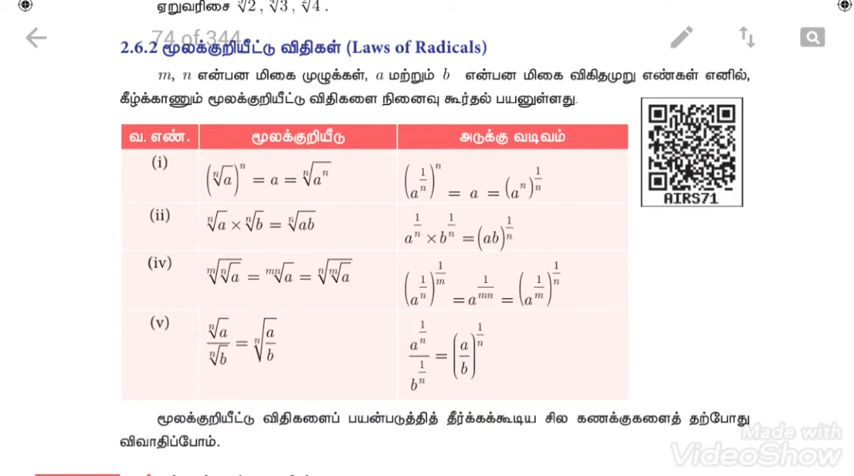 ஏறுவரிசை ∜2, ∜3, ∜4.
74 of 344
2.6.2 மூலக்குறியீட்டு விதிகள் (Laws of Radicals)
m, n என்பன மிகை முழுக்கள், a மற்றும் b என்பன மிகை விகிதமுறு எண்கள் எனில்,
கீழ்க்காணும் மூலக்குறியீட்டு விதிகளை நினைவு கூர்தல் பயனுள்ளது.
வ. எண். மூலக்குறியீடு அடுக்கு வடிவம்
(i) (ⁿ√a)ⁿ = a = ⁿ√(aⁿ) (a^(1/n))^n = a = (a^n)^(1/n)
(ii) ⁿ√a × ⁿ√b = ⁿ√(ab) a^(1/n) × b^(1/n) = (ab)^(1/n)
(iv) ᵐ√(ⁿ√a) = ᵐⁿ√a = ⁿ√(ᵐ√a) (a^(1/n))^(1/m) = a^(1/mn) = (a^(1/m))^(1/n)
(v) ⁿ√a / ⁿ√b = ⁿ√(a/b) a^(1/n) / b^(1/n) = (a/b)^(1/n)
AIRS71
மூலக்குறியீட்டு விதிகளைப் பயன்படுத்தித் தீர்க்கக்கூடிய சில கணக்குகளைத் தற்போது
விவாதிப்போம்.
Made with
VideoShow